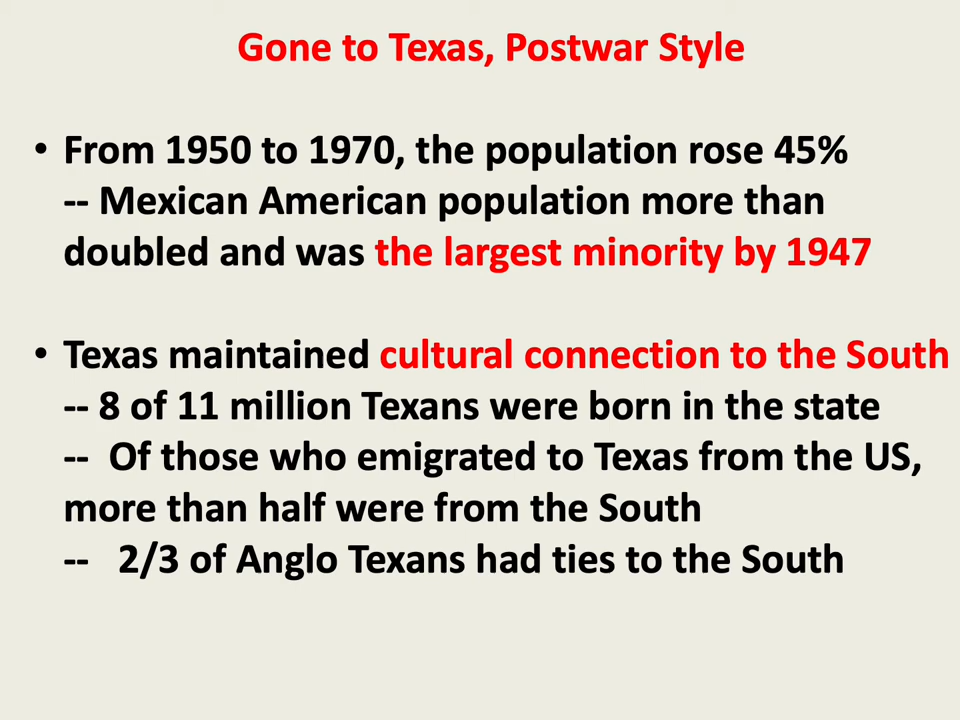 Gone to Texas, Postwar Style
• From 1950 to 1970, the population rose 45%
-- Mexican American population more than
doubled and was the largest minority by 1947
• Texas maintained cultural connection to the South
-- 8 of 11 million Texans were born in the state
-- Of those who emigrated to Texas from the US,
more than half were from the South
-- 2/3 of Anglo Texans had ties to the South